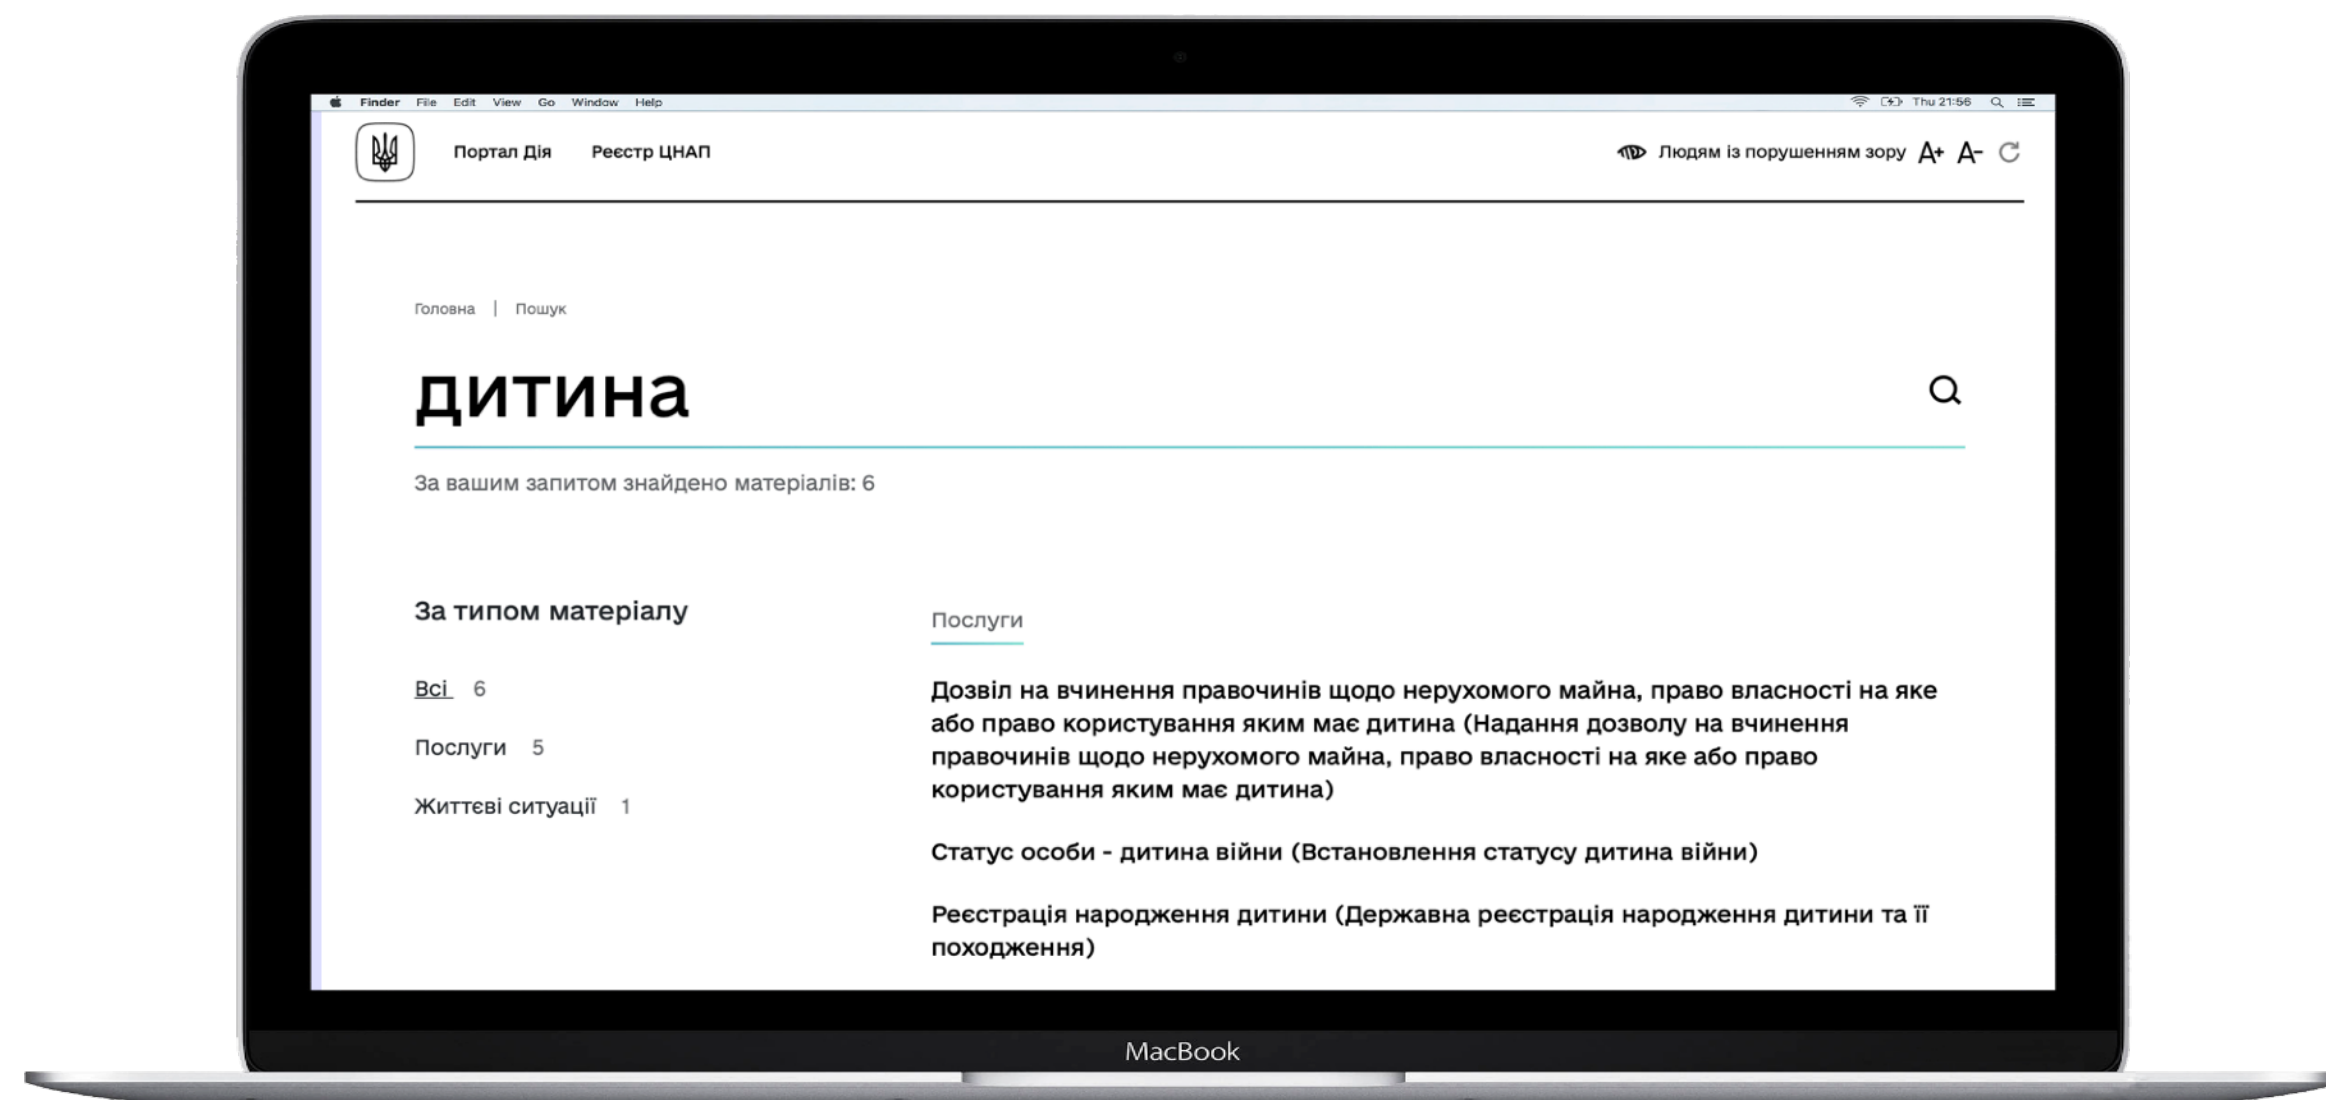 Finder File Edit View Go Window Help Thu 21:56
Портал Дія Реєстр ЦНАП Людям із порушенням зору A+ A-
Головна | Пошук
дитина
За вашим запитом знайдено матеріалів: 6
За типом матеріалу
Всі 6
Послуги 5
Життєві ситуації 1
Послуги
Дозвіл на вчинення правочинів щодо нерухомого майна, право власності на яке
або право користування яким має дитина (Надання дозволу на вчинення
правочинів щодо нерухомого майна, право власності на яке або право
користування яким має дитина)
Статус особи - дитина війни (Встановлення статусу дитина війни)
Реєстрація народження дитини (Державна реєстрація народження дитини та її
походження)
MacBook